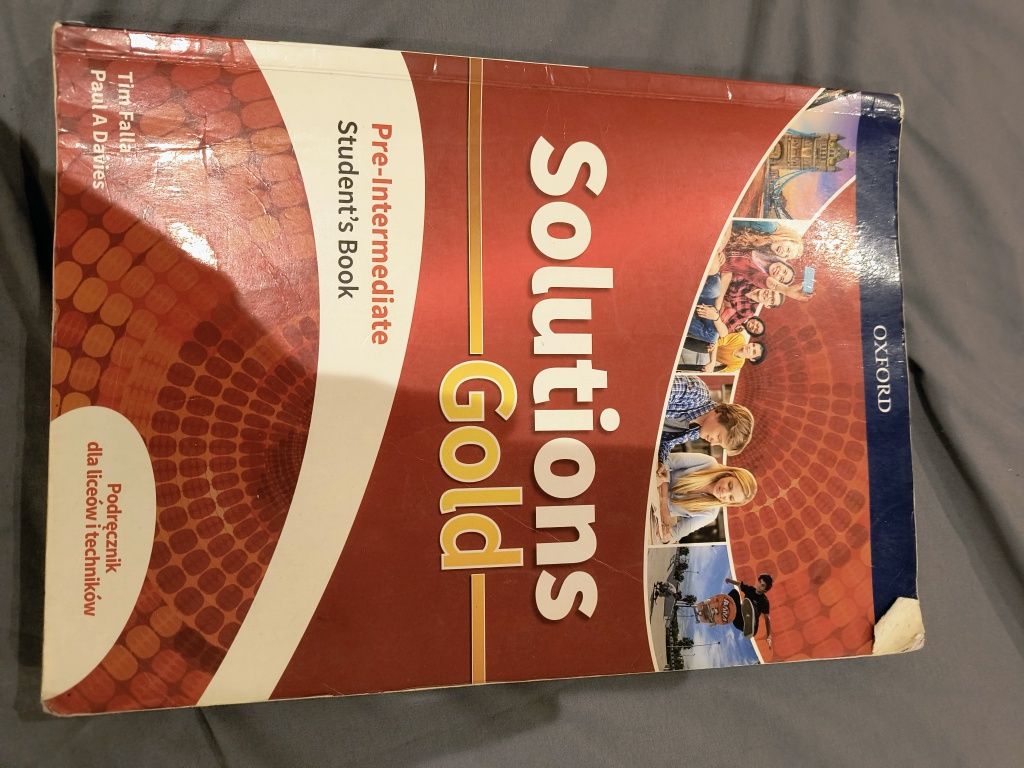 OXFORD
Solutions
Gold
Pre-Intermediate
Student's Book
Tim Falla
Paul A Davies
Podręcznik
dla liceów i techników